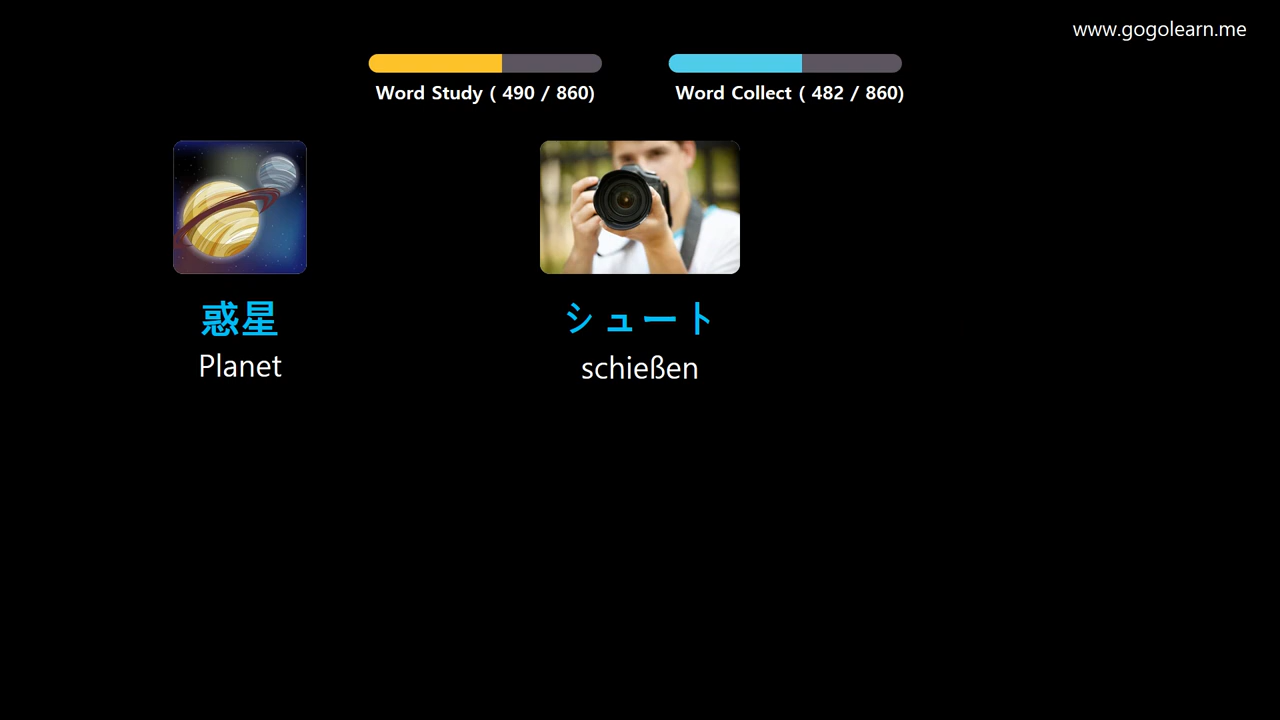 www.gogolearn.me
Word Study ( 490 / 860)
Word Collect ( 482 / 860)
惑星
Planet
シュート
schießen